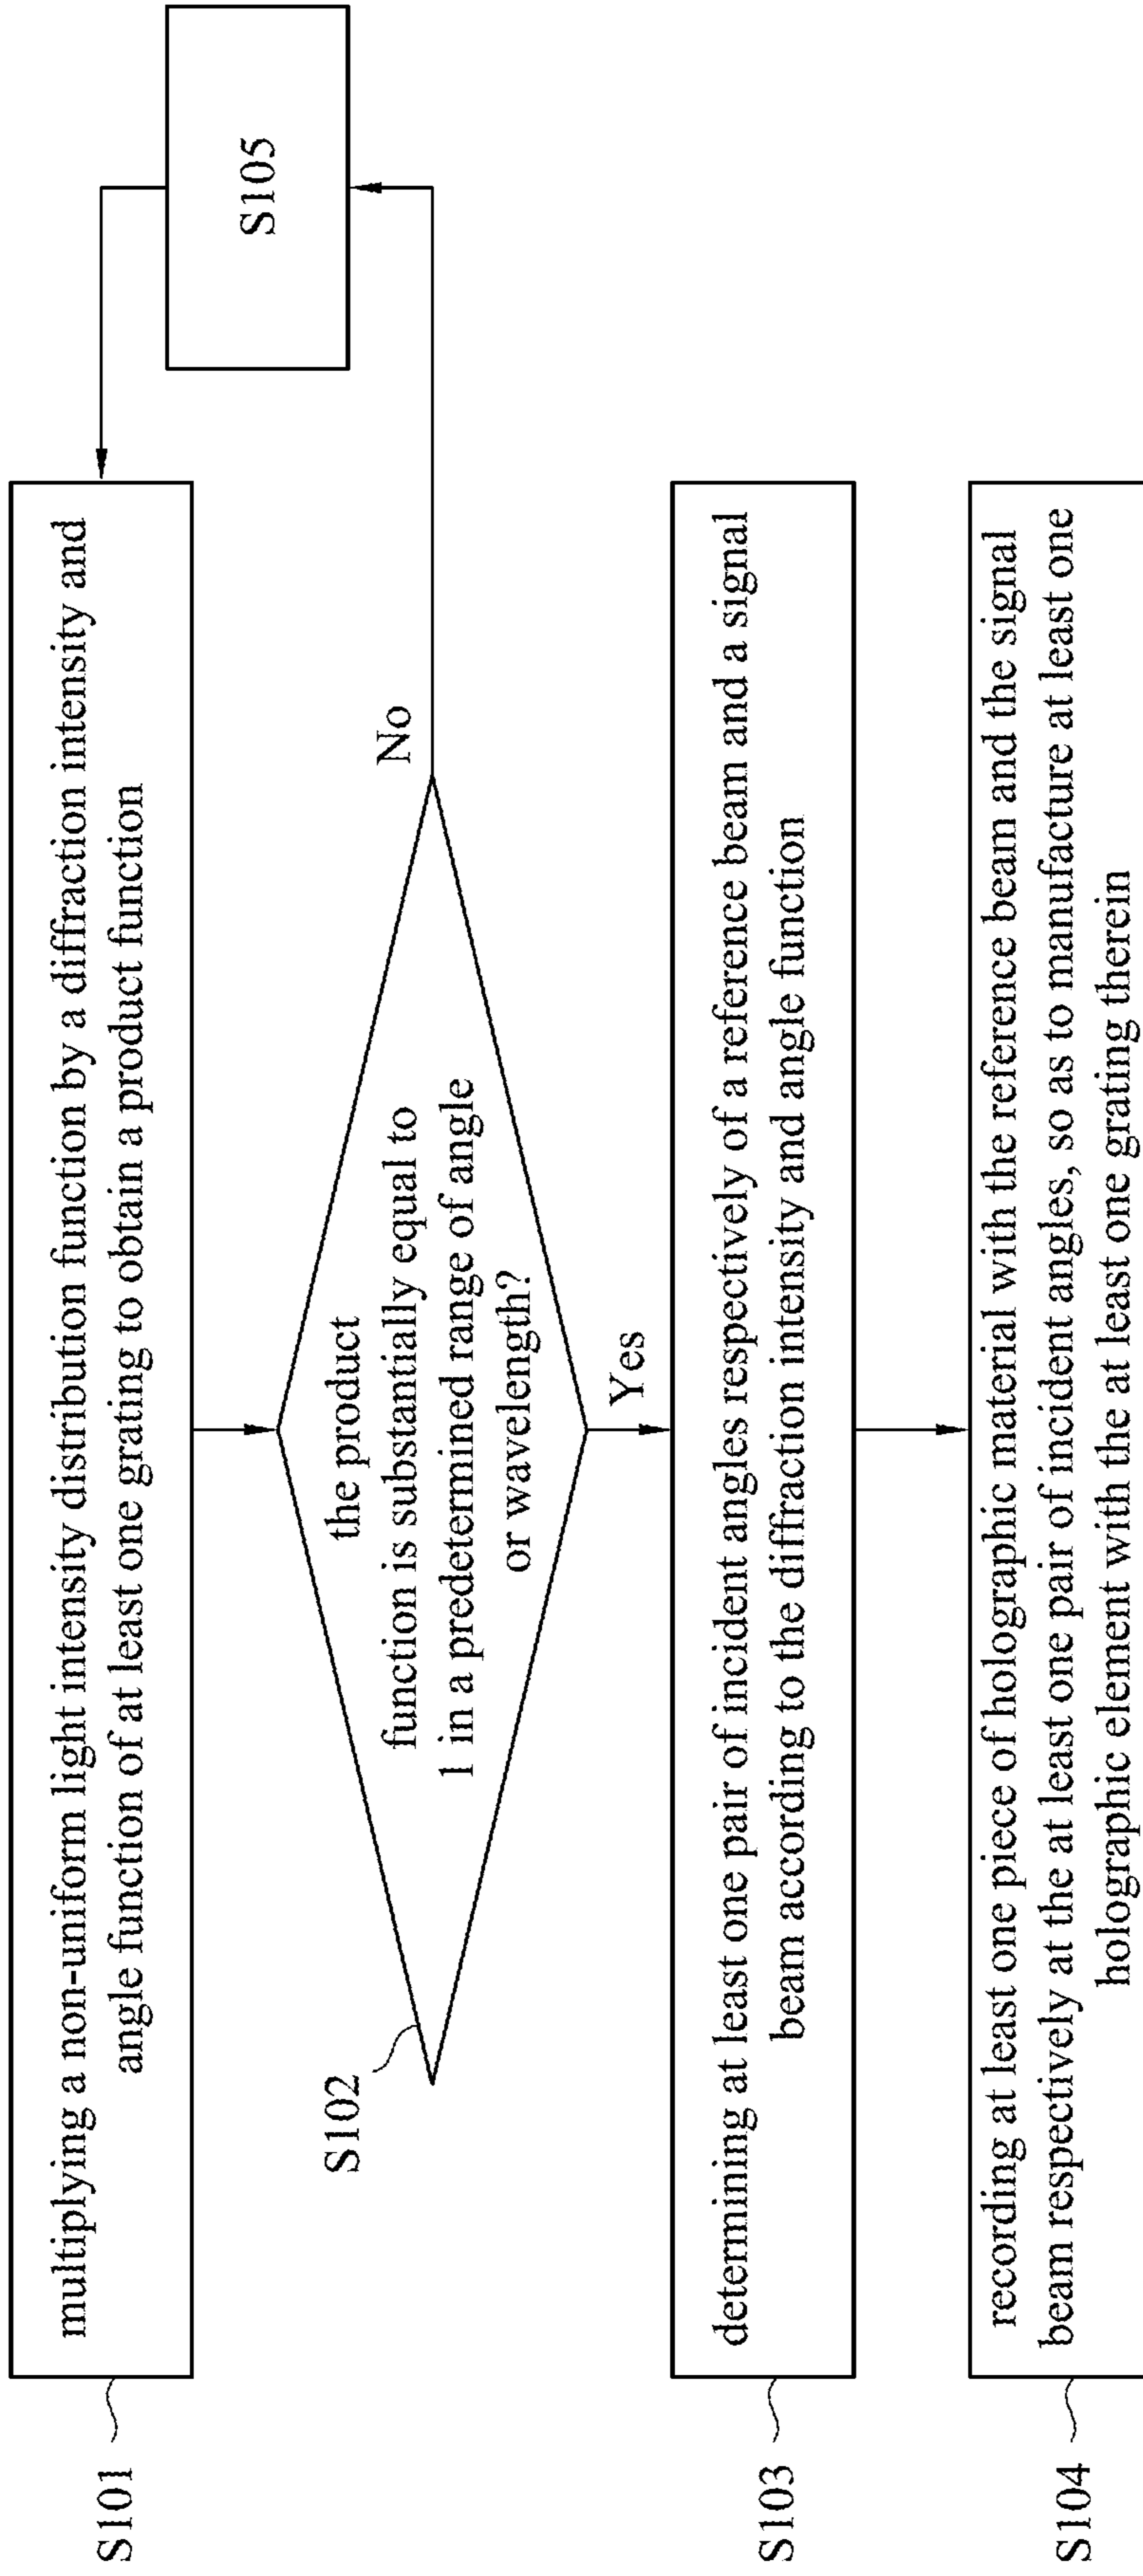 S101
multiplying a non-uniform light intensity distribution function by a diffraction intensity and
angle function of at least one grating to obtain a product function
S105
S102
the product
function is substantially equal to
1 in a predetermined range of angle
or wavelength?
No
Yes
S103
determining at least one pair of incident angles respectively of a reference beam and a signal
beam according to the diffraction intensity and angle function
S104
recording at least one piece of holographic material with the reference beam and the signal
beam respectively at the at least one pair of incident angles, so as to manufacture at least one
holographic element with the at least one grating therein